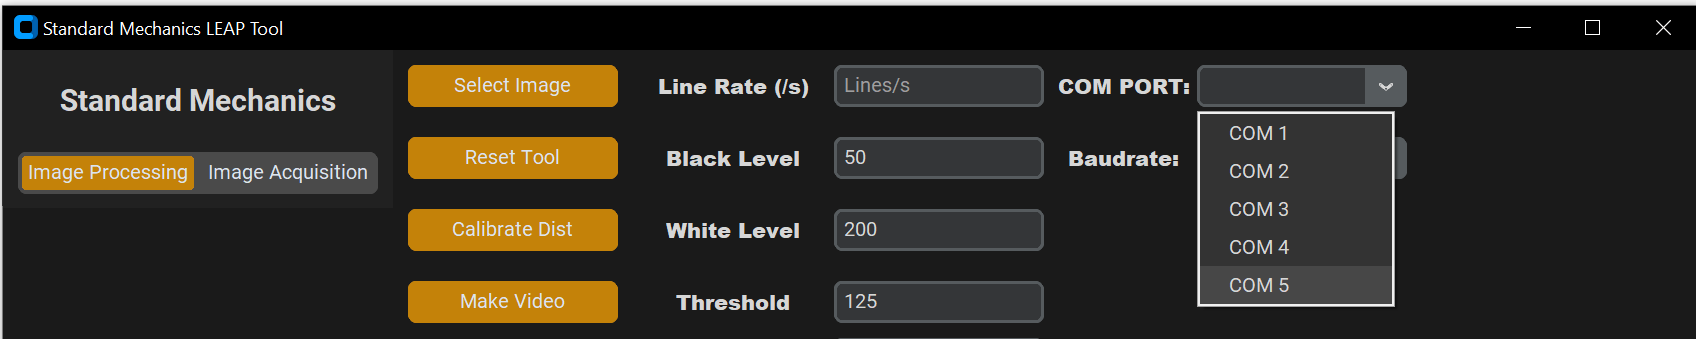 Standard Mechanics LEAP Tool
Standard Mechanics
Image Processing Image Acquisition
Select Image
Reset Tool
Calibrate Dist
Make Video
Line Rate (/s) Lines/s
Black Level 50
White Level 200
Threshold 125
COM PORT:
COM 1
COM 2
COM 3
COM 4
COM 5
Baudrate: